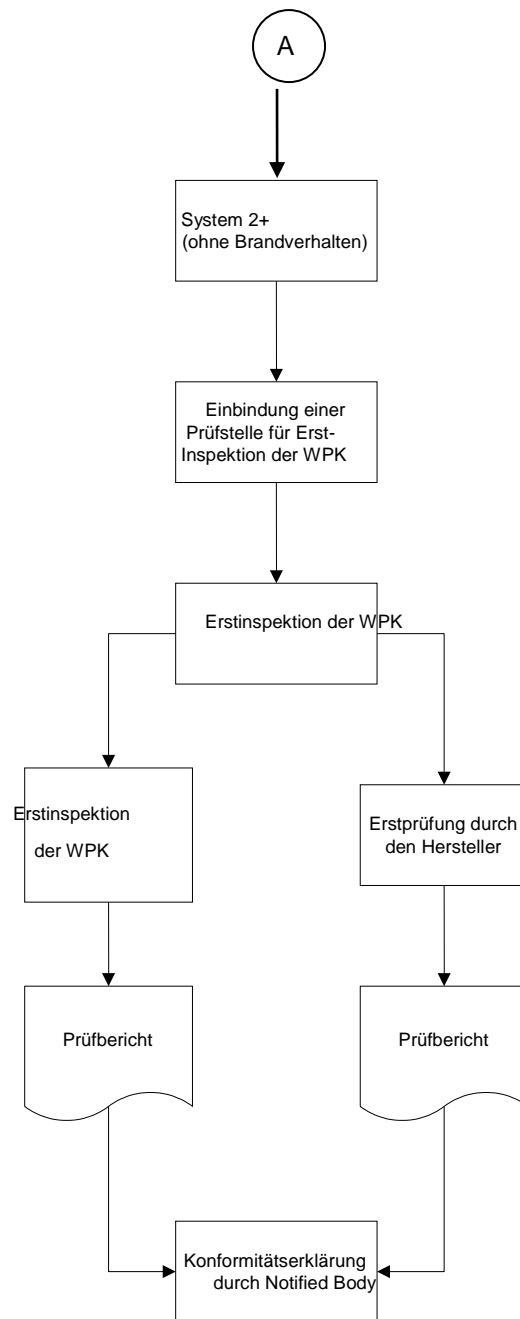 A
System 2+
(ohne Brandverhalten)
Einbindung einer
Prüfstelle für Erst-
Inspektion der WPK
Erstinspektion der WPK
Erstinspektion
der WPK
Erstprüfung durch
den Hersteller
Prüfbericht
Prüfbericht
Konformitätserklärung
durch Notified Body